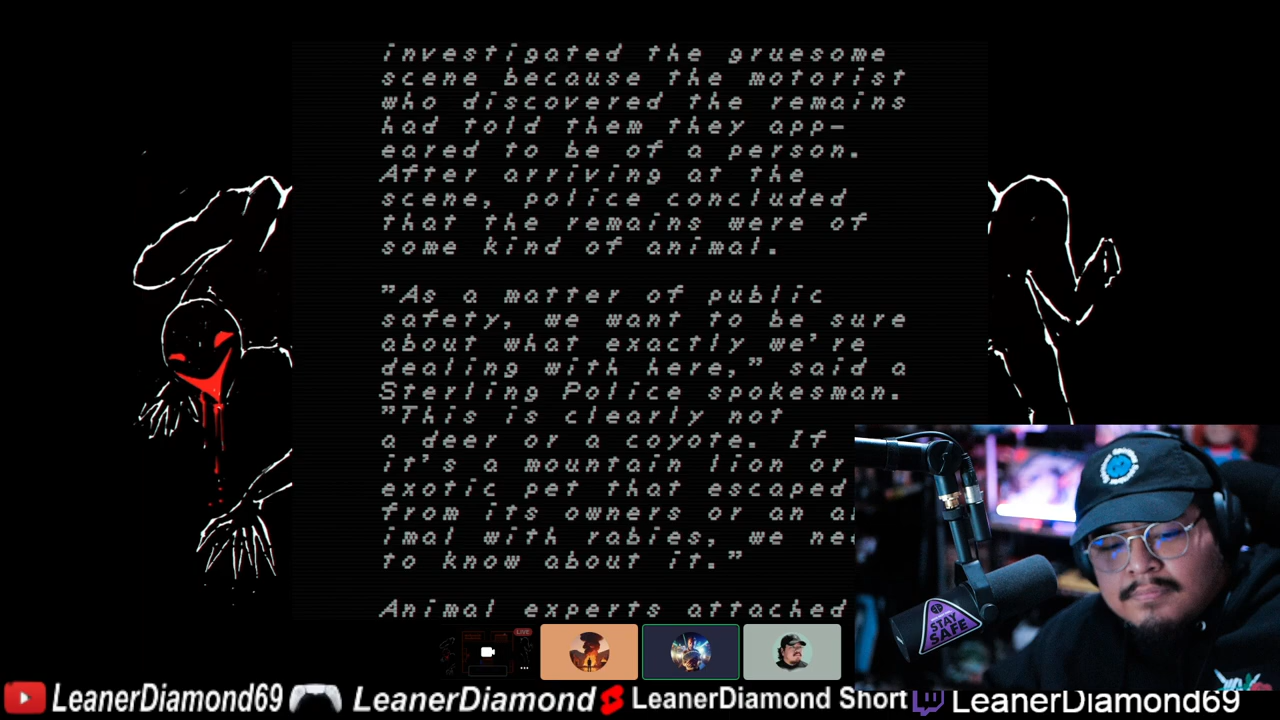 investigated the gruesome
scene because the motorist
who discovered the remains
had told them they app-
eared to be of a person.
After arriving at the
scene, police concluded
that the remains were of
some kind of animal.
"As a matter of public
safety, we want to be sure
about what exactly we're
dealing with here," said a
Sterling Police spokesman.
"This is clearly not
a deer or a coyote. If
it's a mountain lion or
exotic pet that escaped
from its owners or an
imal with rabies, we
to know about it."
Animal experts attached
LIVE
STAY
SAFE
LeanerDiamond69 LeanerDiamond LeanerDiamond Short LeanerDiamond69